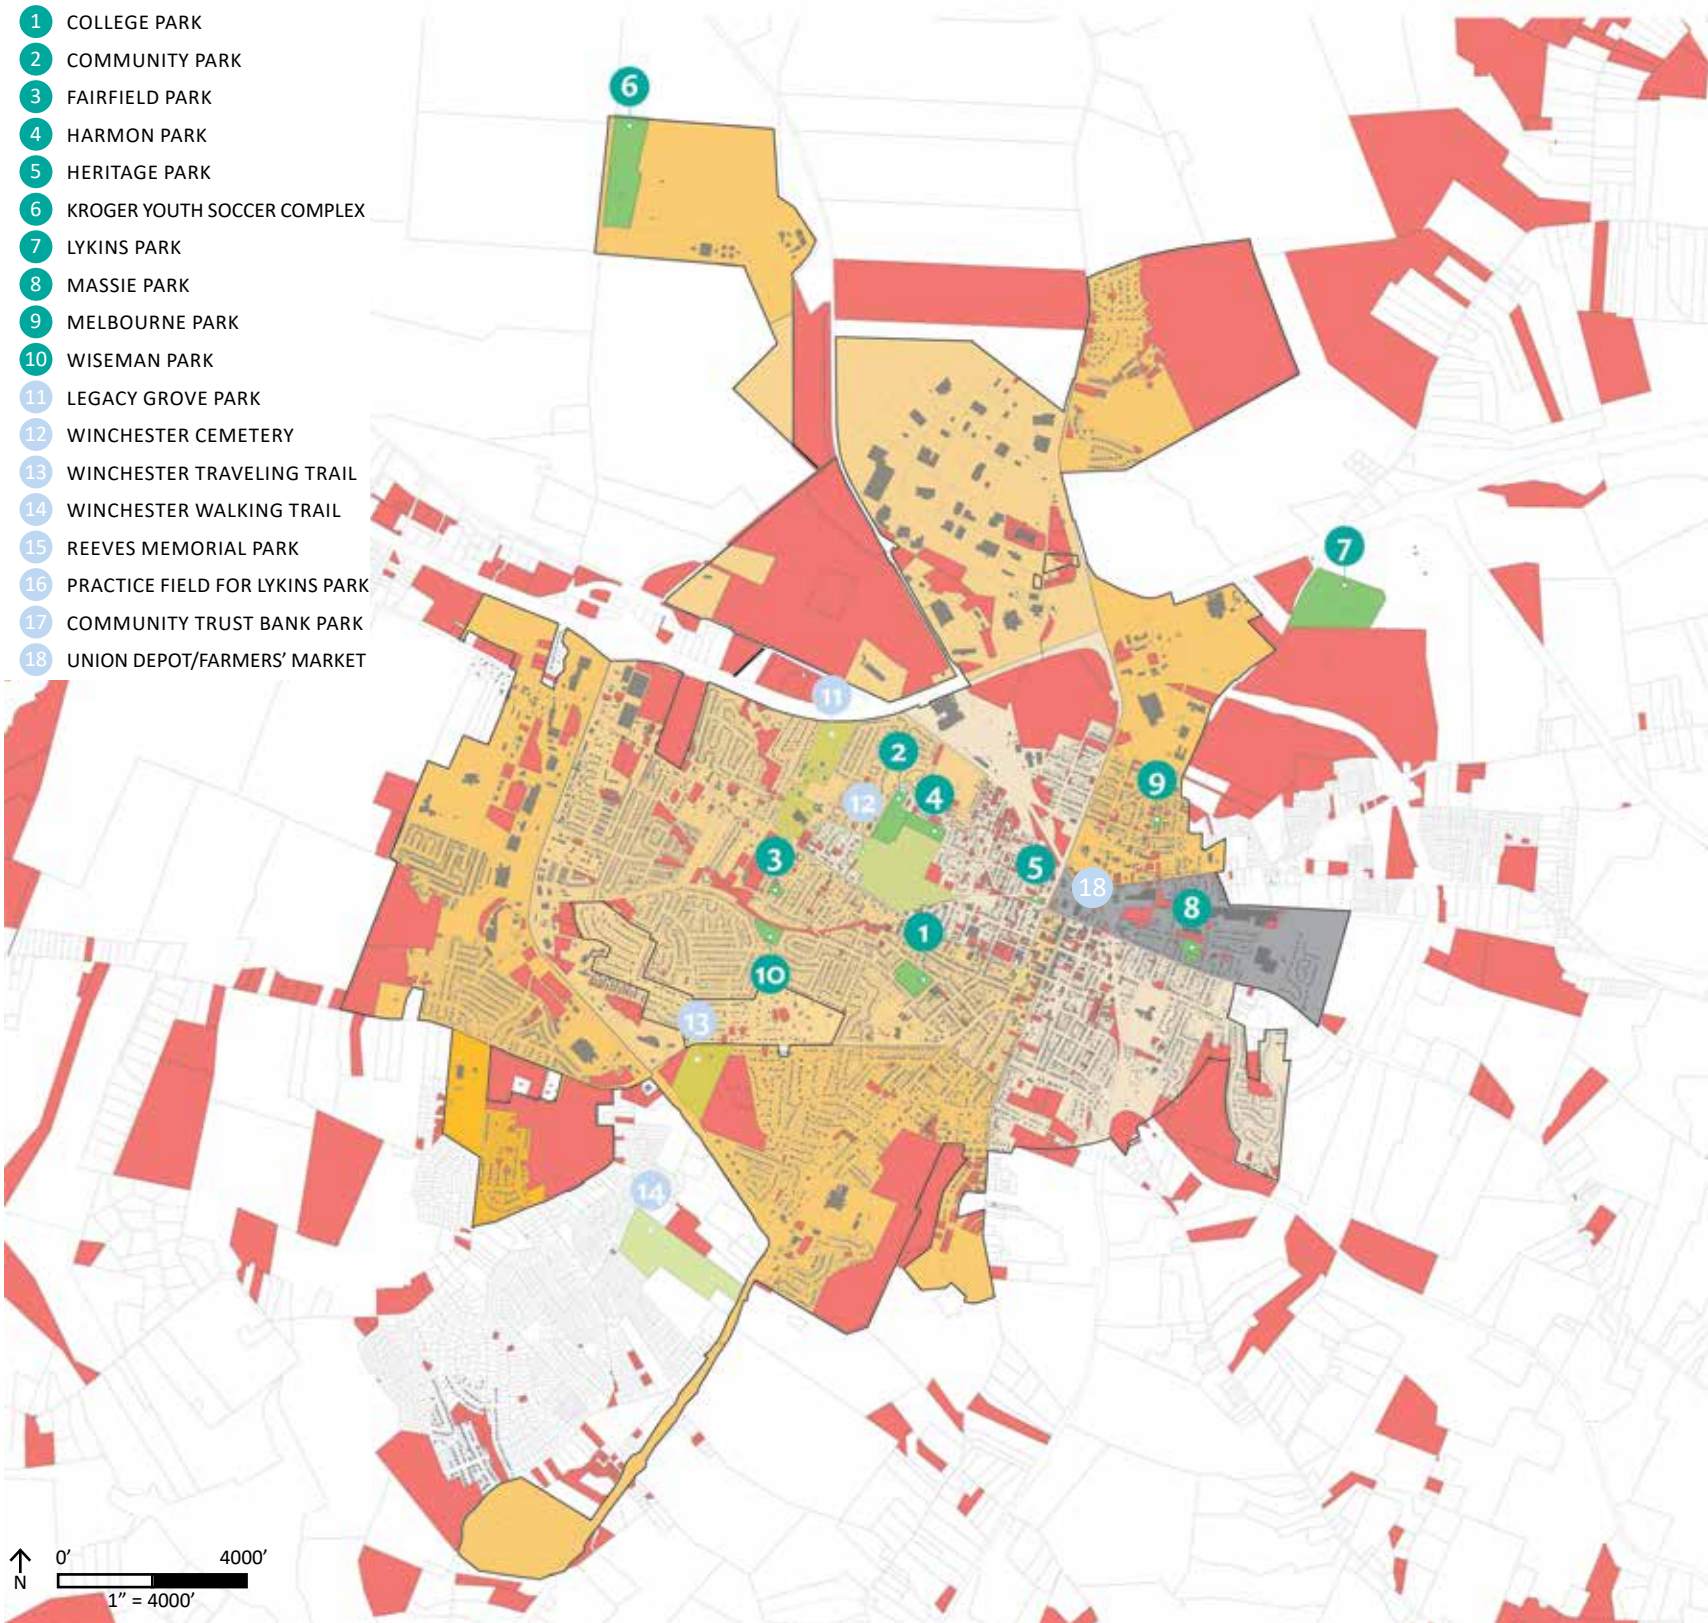 1 COLLEGE PARK
2 COMMUNITY PARK
3 FAIRFIELD PARK
4 HARMON PARK
5 HERITAGE PARK
6 KROGER YOUTH SOCCER COMPLEX
7 LYKINS PARK
8 MASSIE PARK
9 MELBOURNE PARK
10 WISEMAN PARK
11 LEGACY GROVE PARK
12 WINCHESTER CEMETERY
13 WINCHESTER TRAVELING TRAIL
14 WINCHESTER WALKING TRAIL
15 REEVES MEMORIAL PARK
16 PRACTICE FIELD FOR LYKINS PARK
17 COMMUNITY TRUST BANK PARK
18 UNION DEPOT/FARMERS’ MARKET
6
7
11
2
9
4
12
3
5
18
8
1
10
13
14
0’ 4000’
N
1” = 4000’